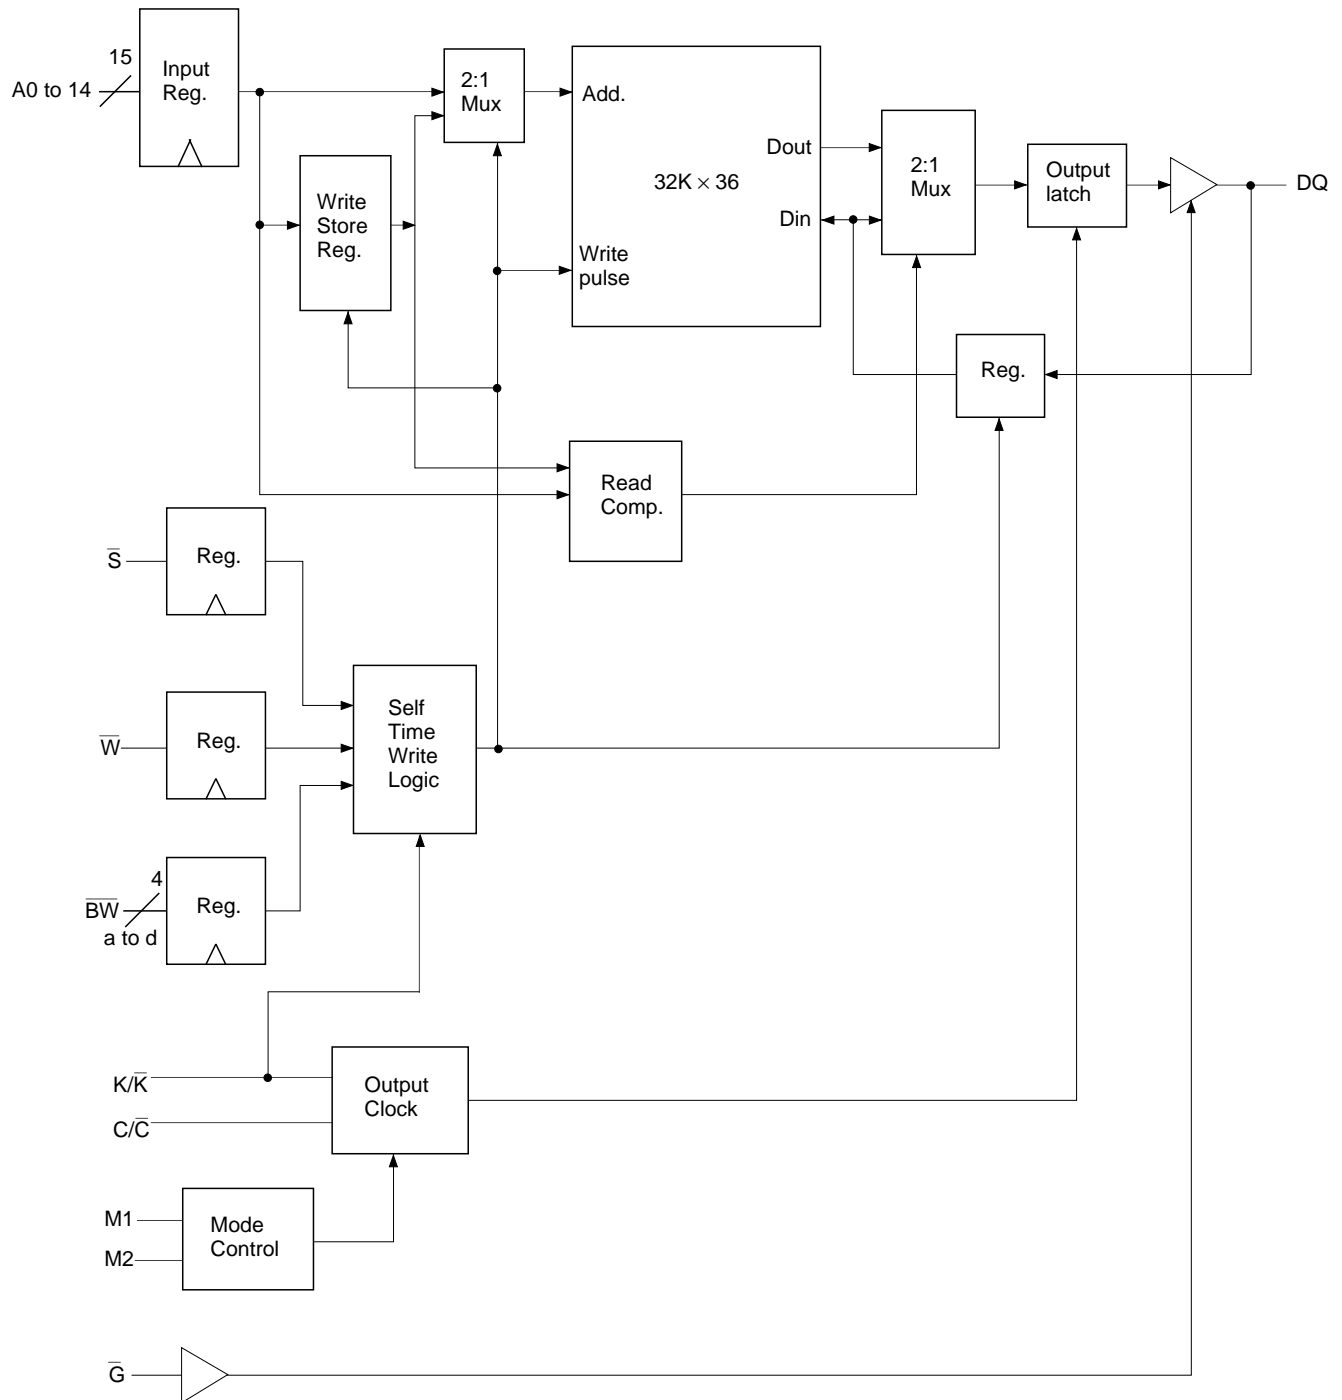 15
A0 to 14
Input
Reg.
2:1
Mux
Add.
Dout
32K × 36
Din
Write
pulse
2:1
Mux
Output
latch
DQ
Write
Store
Reg.
Reg.
Read
Comp.
S̅
Reg.
W̅
Reg.
Self
Time
Write
Logic
4
B̅W̅
a to d
Reg.
K/K̅
C/C̅
Output
Clock
M1
M2
Mode
Control
G̅